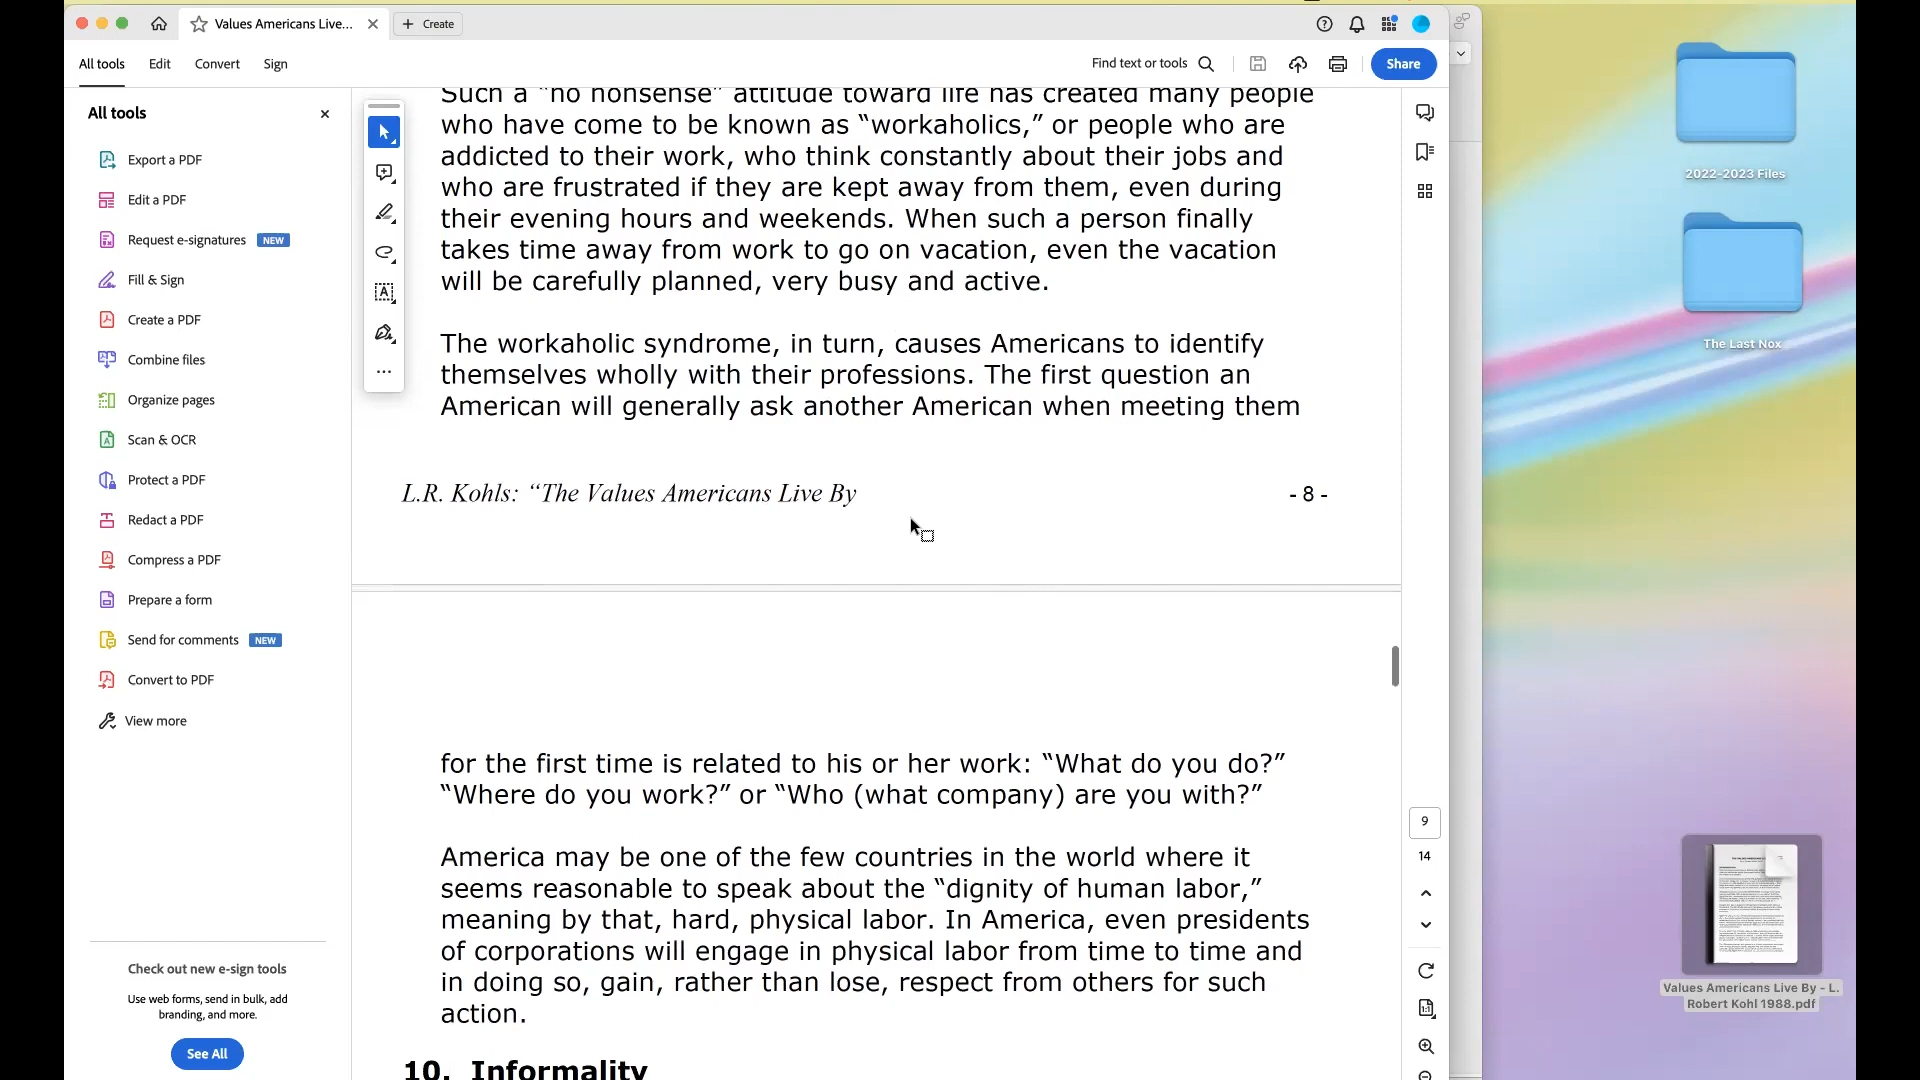 Values Americans Live...
Create
All tools
Edit
Convert
Sign
Find text or tools
Share
All tools
Export a PDF
Edit a PDF
Request e-signatures NEW
Fill & Sign
Create a PDF
Combine files
Organize pages
Scan & OCR
Protect a PDF
Redact a PDF
Compress a PDF
Prepare a form
Send for comments NEW
Convert to PDF
View more
Check out new e-sign tools
Use web forms, send in bulk, add
branding, and more.
See All
Such a “no nonsense” attitude toward life has created many people
who have come to be known as “workaholics,” or people who are
addicted to their work, who think constantly about their jobs and
who are frustrated if they are kept away from them, even during
their evening hours and weekends. When such a person finally
takes time away from work to go on vacation, even the vacation
will be carefully planned, very busy and active.
The workaholic syndrome, in turn, causes Americans to identify
themselves wholly with their professions. The first question an
American will generally ask another American when meeting them
L.R. Kohls: “The Values Americans Live By
- 8 -
for the first time is related to his or her work: “What do you do?”
“Where do you work?” or “Who (what company) are you with?”
America may be one of the few countries in the world where it
seems reasonable to speak about the “dignity of human labor,”
meaning by that, hard, physical labor. In America, even presidents
of corporations will engage in physical labor from time to time and
in doing so, gain, rather than lose, respect from others for such
action.
10. Informality
9
14
2022-2023 Files
The Last Nox
Values Americans Live By - L.
Robert Kohl 1988.pdf